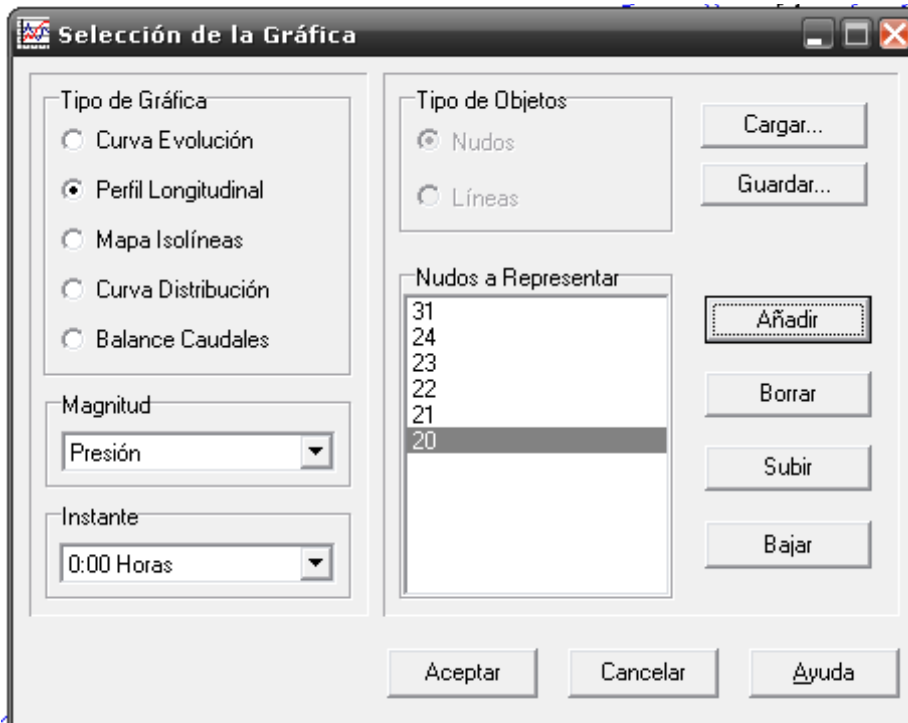 Selección de la Gráfica
Tipo de Gráfica
Curva Evolución
Perfil Longitudinal
Mapa Isolíneas
Curva Distribución
Balance Caudales
Magnitud
Presión
Instante
0:00 Horas
Tipo de Objetos
Nudos
Líneas
Nudos a Representar
31
24
23
22
21
20
Cargar...
Guardar...
Añadir
Borrar
Subir
Bajar
Aceptar
Cancelar
Ayuda